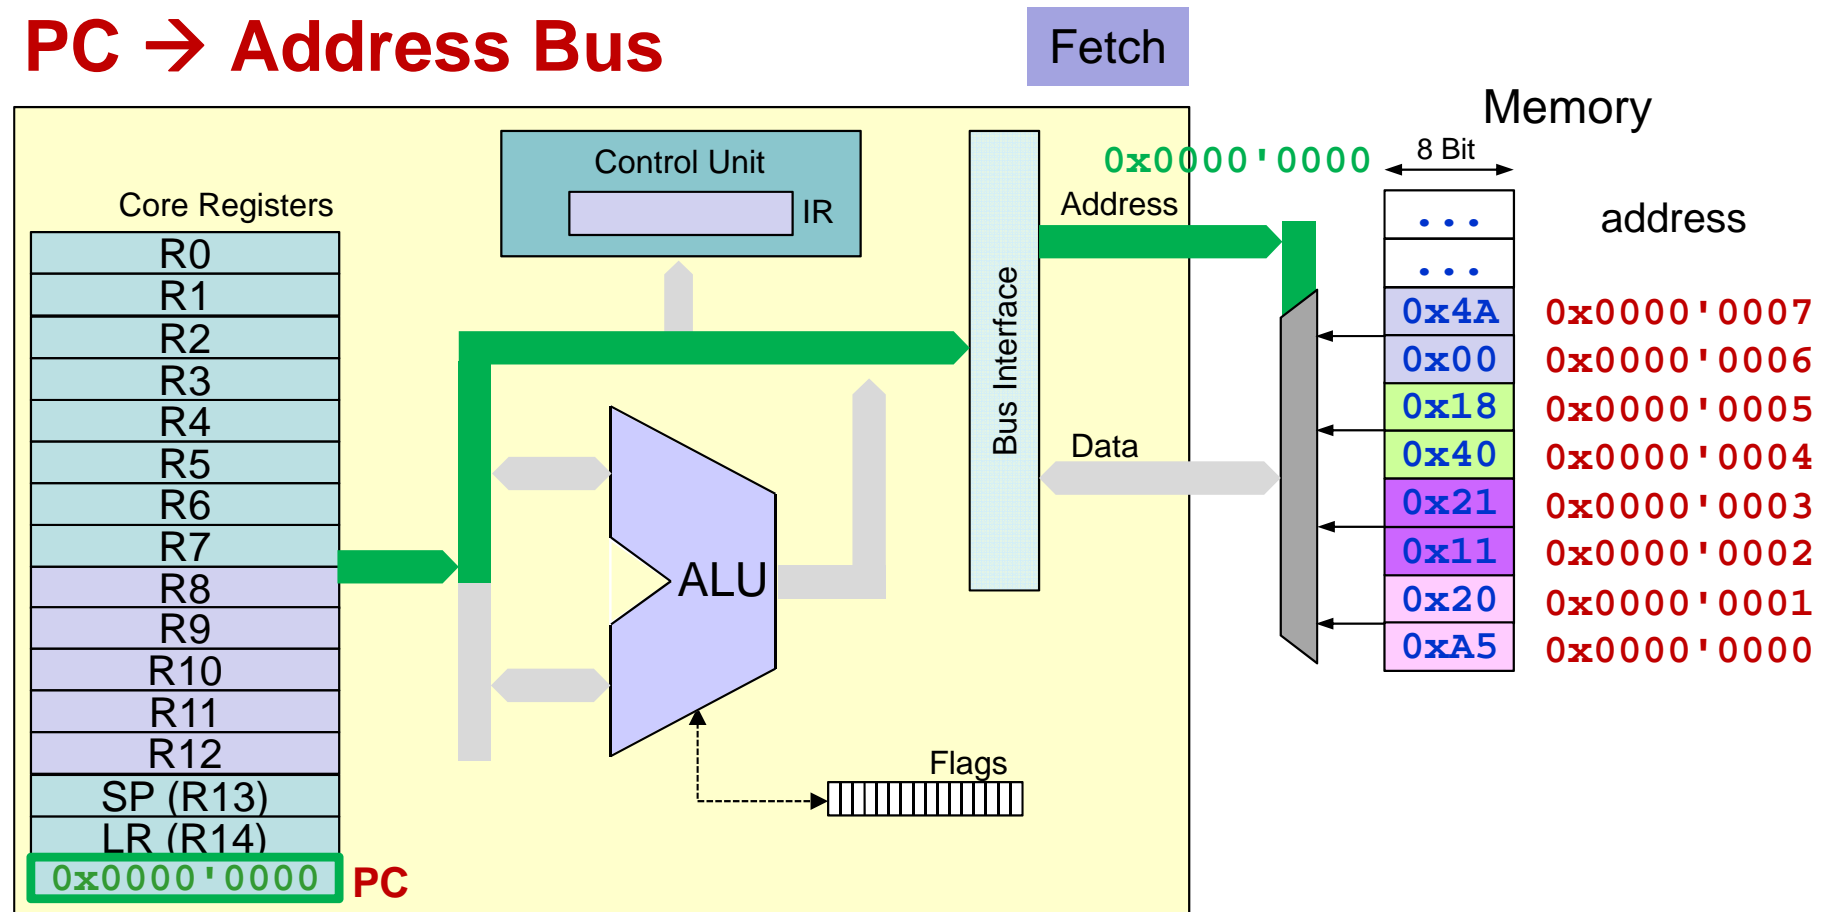 PC → Address Bus
Fetch
Memory
8 Bit
address
Control Unit
IR
Core Registers
R0
R1
R2
R3
R4
R5
R6
R7
R8
R9
R10
R11
R12
SP (R13)
LR (R14)
0x0000'0000
PC
ALU
Flags
Bus Interface
0x0000'0000
Address
Data
...
...
0x4A 0x0000'0007
0x00 0x0000'0006
0x18 0x0000'0005
0x40 0x0000'0004
0x21 0x0000'0003
0x11 0x0000'0002
0x20 0x0000'0001
0xA5 0x0000'0000